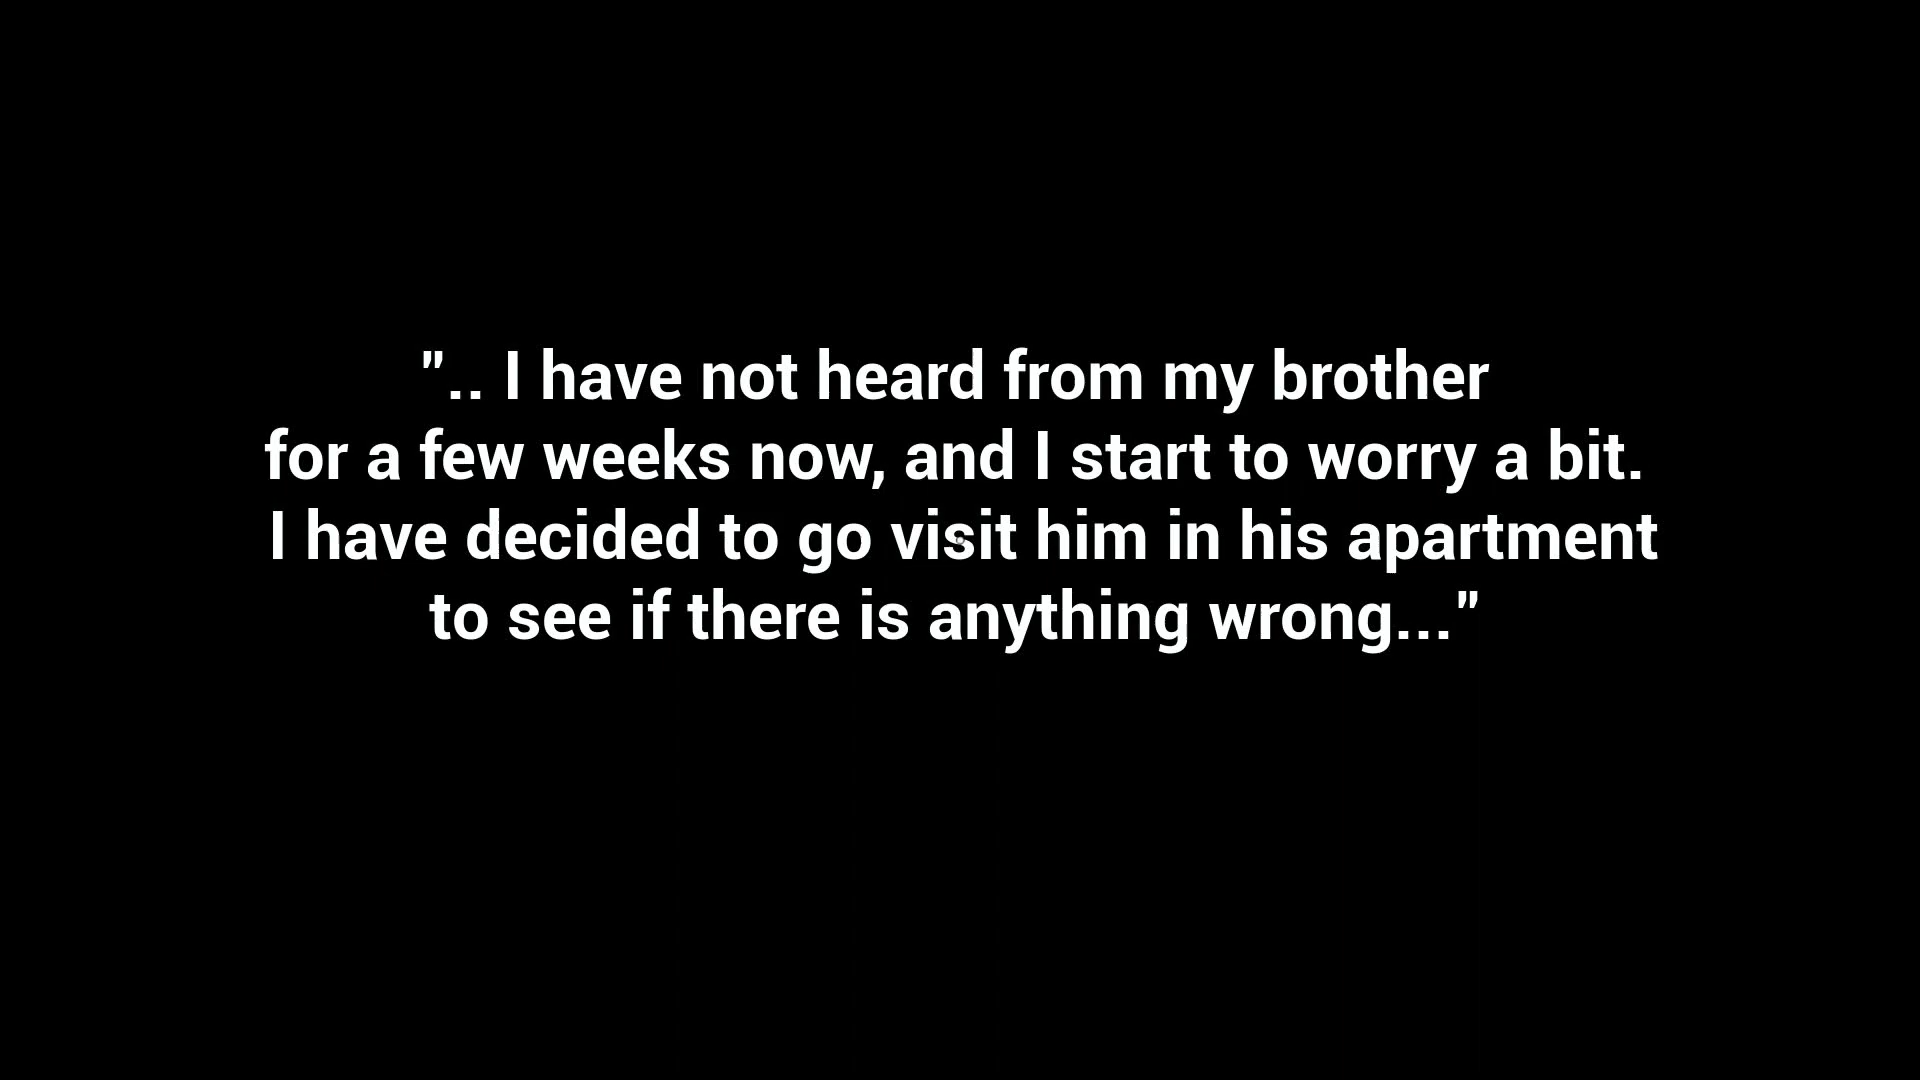 ".. I have not heard from my brother
for a few weeks now, and I start to worry a bit.
I have decided to go visit him in his apartment
to see if there is anything wrong..."